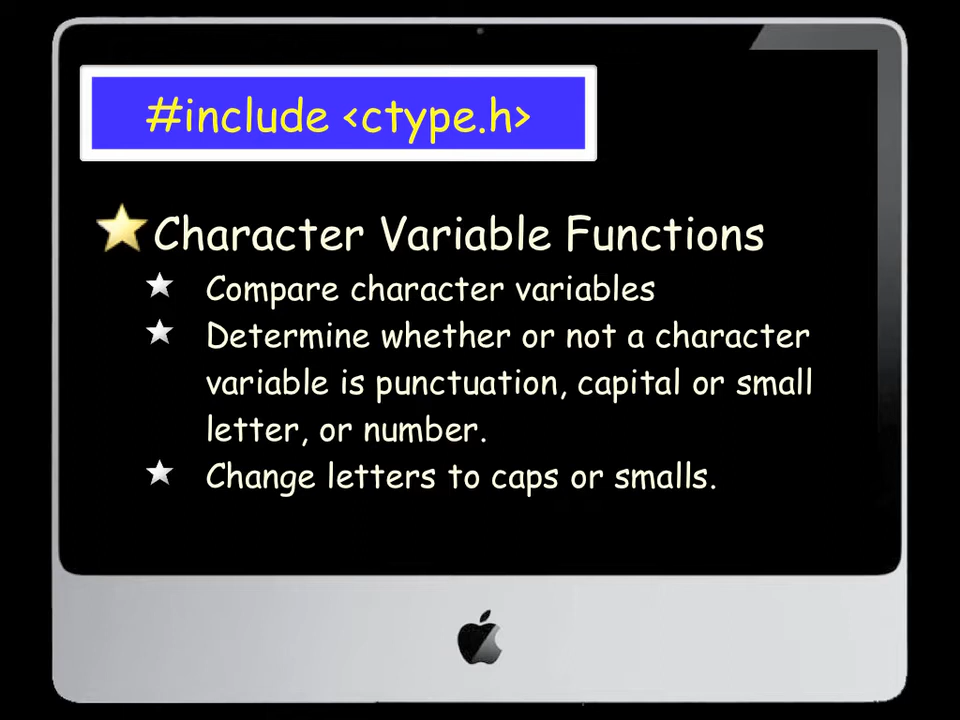 #include <ctype.h>
Character Variable Functions
Compare character variables
Determine whether or not a character
variable is punctuation, capital or small
letter, or number.
Change letters to caps or smalls.